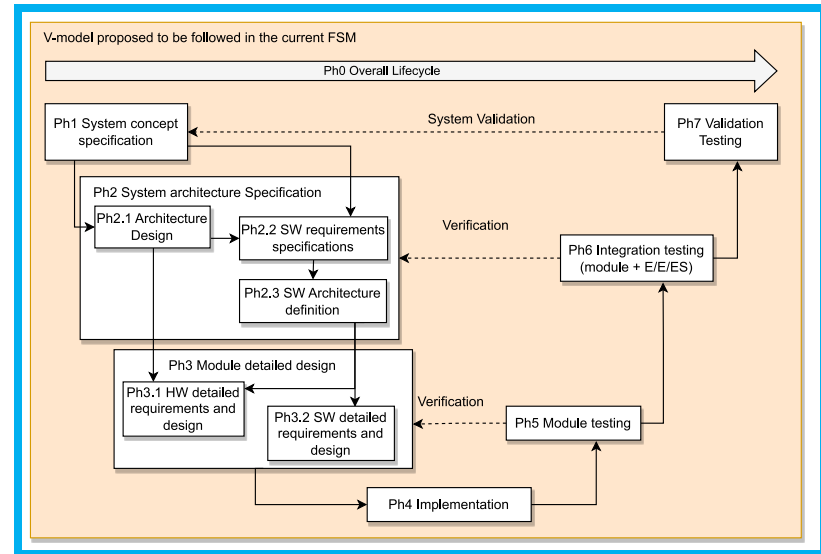 V-model proposed to be followed in the current FSM
Ph0 Overall Lifecycle
Ph1 System concept
specification
System Validation
Ph7 Validation
Testing
Ph2 System architecture Specification
Ph2.1 Architecture
Design
Ph2.2 SW requirements
specifications
Verification
Ph6 Integration testing
(module + E/E/ES)
Ph2.3 SW Architecture
definition
Ph3 Module detailed design
Ph3.1 HW detailed
requirements and
design
Ph3.2 SW detailed
requirements and
design
Verification
Ph5 Module testing
Ph4 Implementation